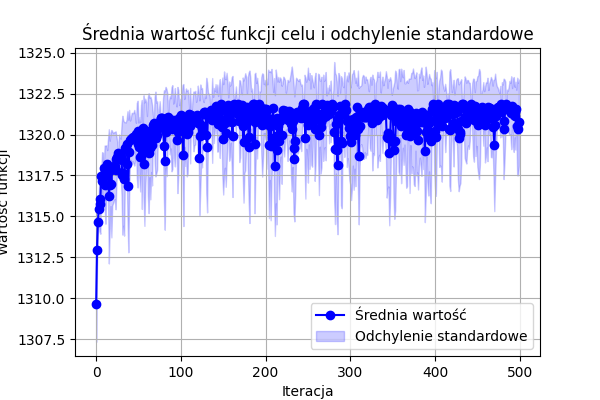 Średnia wartość funkcji celu i odchylenie standardowe
1325.0
1322.5
1320.0
1317.5
1315.0
1312.5
1310.0
1307.5
Wartość funkcji
0 100 200 300 400 500
Iteracja
Średnia wartość
Odchylenie standardowe